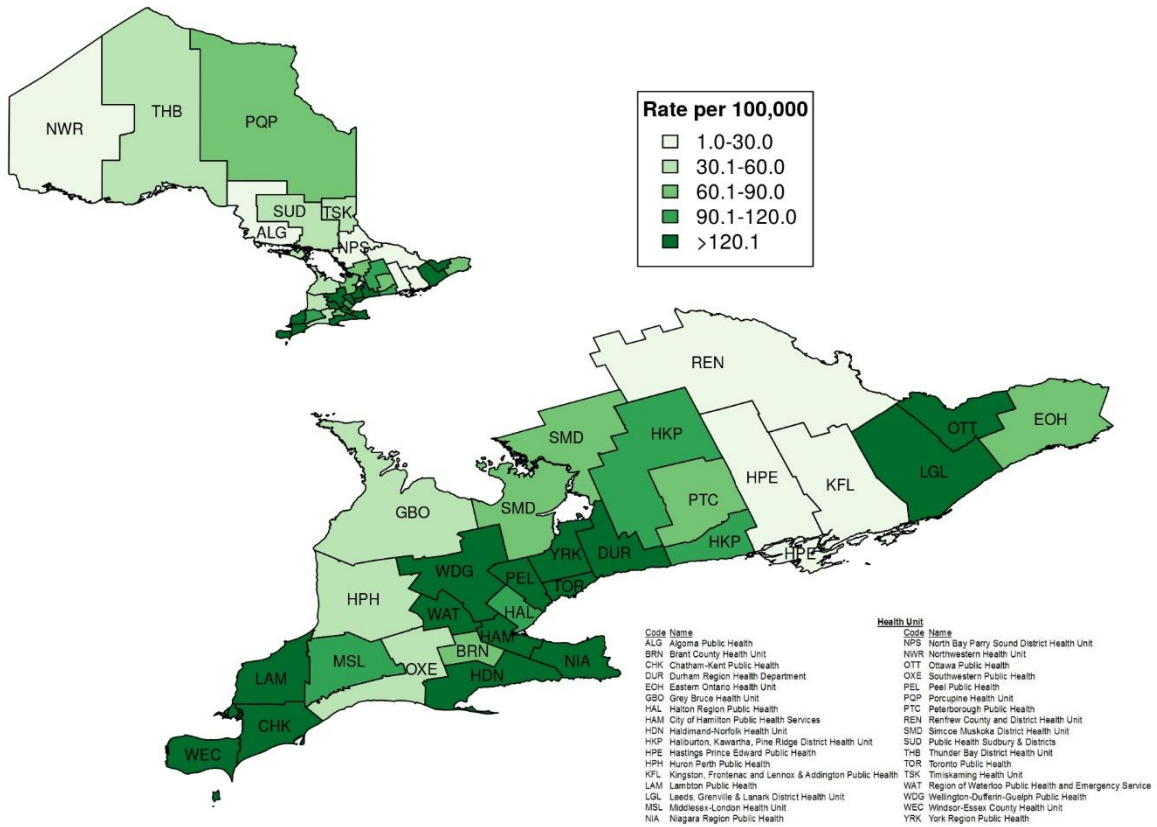 NWR
THB
PQP
SUD
TSK
ALG
NPS
Rate per 100,000
1.0-30.0
30.1-60.0
60.1-90.0
90.1-120.0
>120.1
REN
SMD
HKP
OTT
EOH
LGL
HPE
KFL
PTC
SMD
GBO
HKP
YRK
DUR
HPE
WDG
PEL
TOR
HPH
WAT
HAL
HAM
MSL
BRN
NIA
OXE
HDN
LAM
CHK
WEC
Health Unit
Code Name
ALG Algoma Public Health
BRN Brant County Health Unit
CHK Chatham-Kent Public Health
DUR Durham Region Health Department
EOH Eastern Ontario Health Unit
GBO Grey Bruce Health Unit
HAL Halton Region Public Health
HAM City of Hamilton Public Health Services
HDN Haldimand-Norfolk Health Unit
HKP Haliburton, Kawartha, Pine Ridge District Health Unit
HPE Hastings Prince Edward Public Health
HPH Huron Perth Public Health
KFL Kingston, Frontenac and Lennox & Addington Public Health
LAM Lambton Public Health
LGL Leeds, Grenville & Lanark District Health Unit
MSL Middlesex-London Health Unit
NIA Niagara Region Public Health
Code Name
NPS North Bay Parry Sound District Health Unit
NWR Northwestern Health Unit
OTT Ottawa Public Health
OXE Southwestern Public Health
PEL Peel Public Health
PQP Porcupine Health Unit
PTC Peterborough Public Health
REN Renfrew County and District Health Unit
SMD Simcoe Muskoka District Health Unit
SUD Public Health Sudbury & Districts
THB Thunder Bay District Health Unit
TOR Toronto Public Health
TSK Timiskaming Health Unit
WAT Region of Waterloo Public Health and Emergency Service
WDG Wellington-Dufferin-Guelph Public Health
WEC Windsor-Essex County Health Unit
YRK York Region Public Health